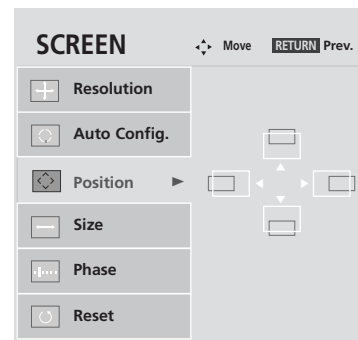 SCREEN Move RETURN Prev.
Resolution
Auto Config.
Position
Size
Phase
Reset